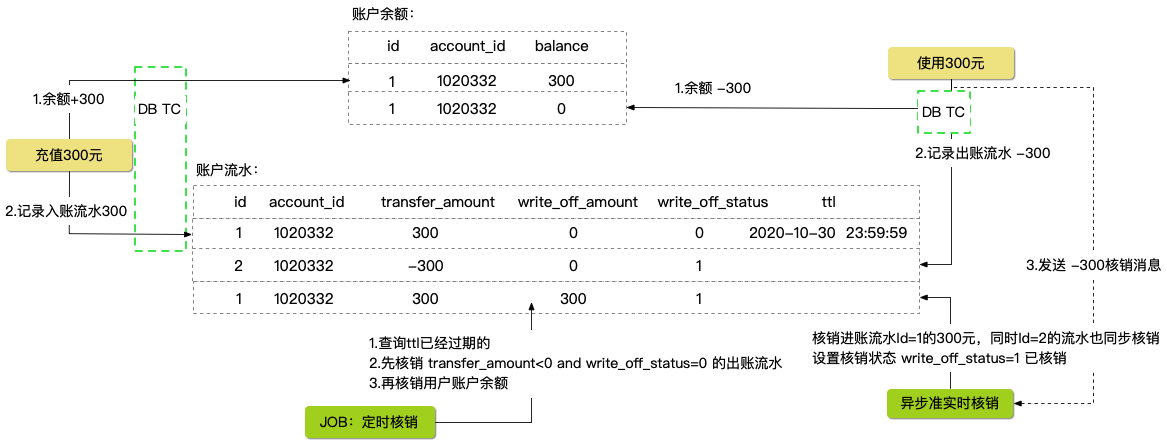 账户余额：
id account_id balance
1 1020332 300
1 1020332 0
使用300元
1.余额+300
DB TC
1.余额 -300
DB TC
充值300元
2.记录出账流水 -300
账户流水：
id account_id transfer_amount write_off_amount write_off_status ttl
2.记录入账流水300
1 1020332 300 0 0 2020-10-30 23:59:59
2 1020332 -300 0 1
3.发送 -300核销消息
1 1020332 300 300 1
1.查询ttl已经过期的
2.先核销 transfer_amount<0 and write_off_status=0 的出账流水
3.再核销用户账户余额
核销进账流水Id=1的300元，同时Id=2的流水也同步核销
设置核销状态 write_off_status=1 已核销
JOB：定时核销
异步准实时核销